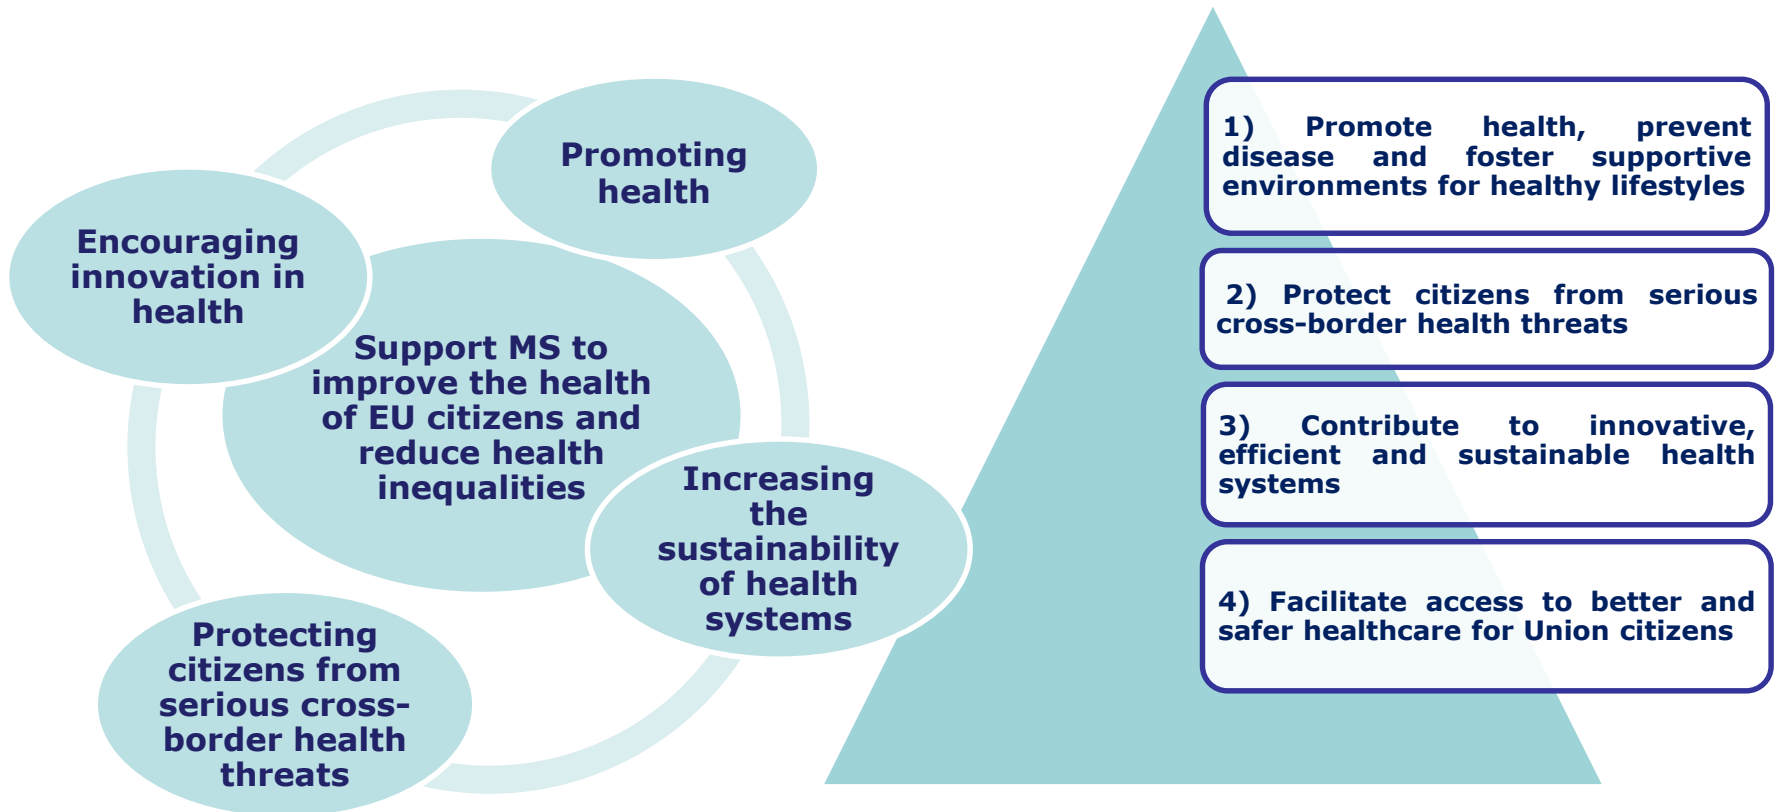 Promoting
health
Encouraging
innovation in
health
Support MS to
improve the health
of EU citizens and
reduce health
inequalities
Increasing
the
sustainability
of health
systems
Protecting
citizens from
serious cross-
border health
threats
1) Promote health, prevent
disease and foster supportive
environments for healthy lifestyles
2) Protect citizens from serious
cross-border health threats
3) Contribute to innovative,
efficient and sustainable health
systems
4) Facilitate access to better and
safer healthcare for Union citizens